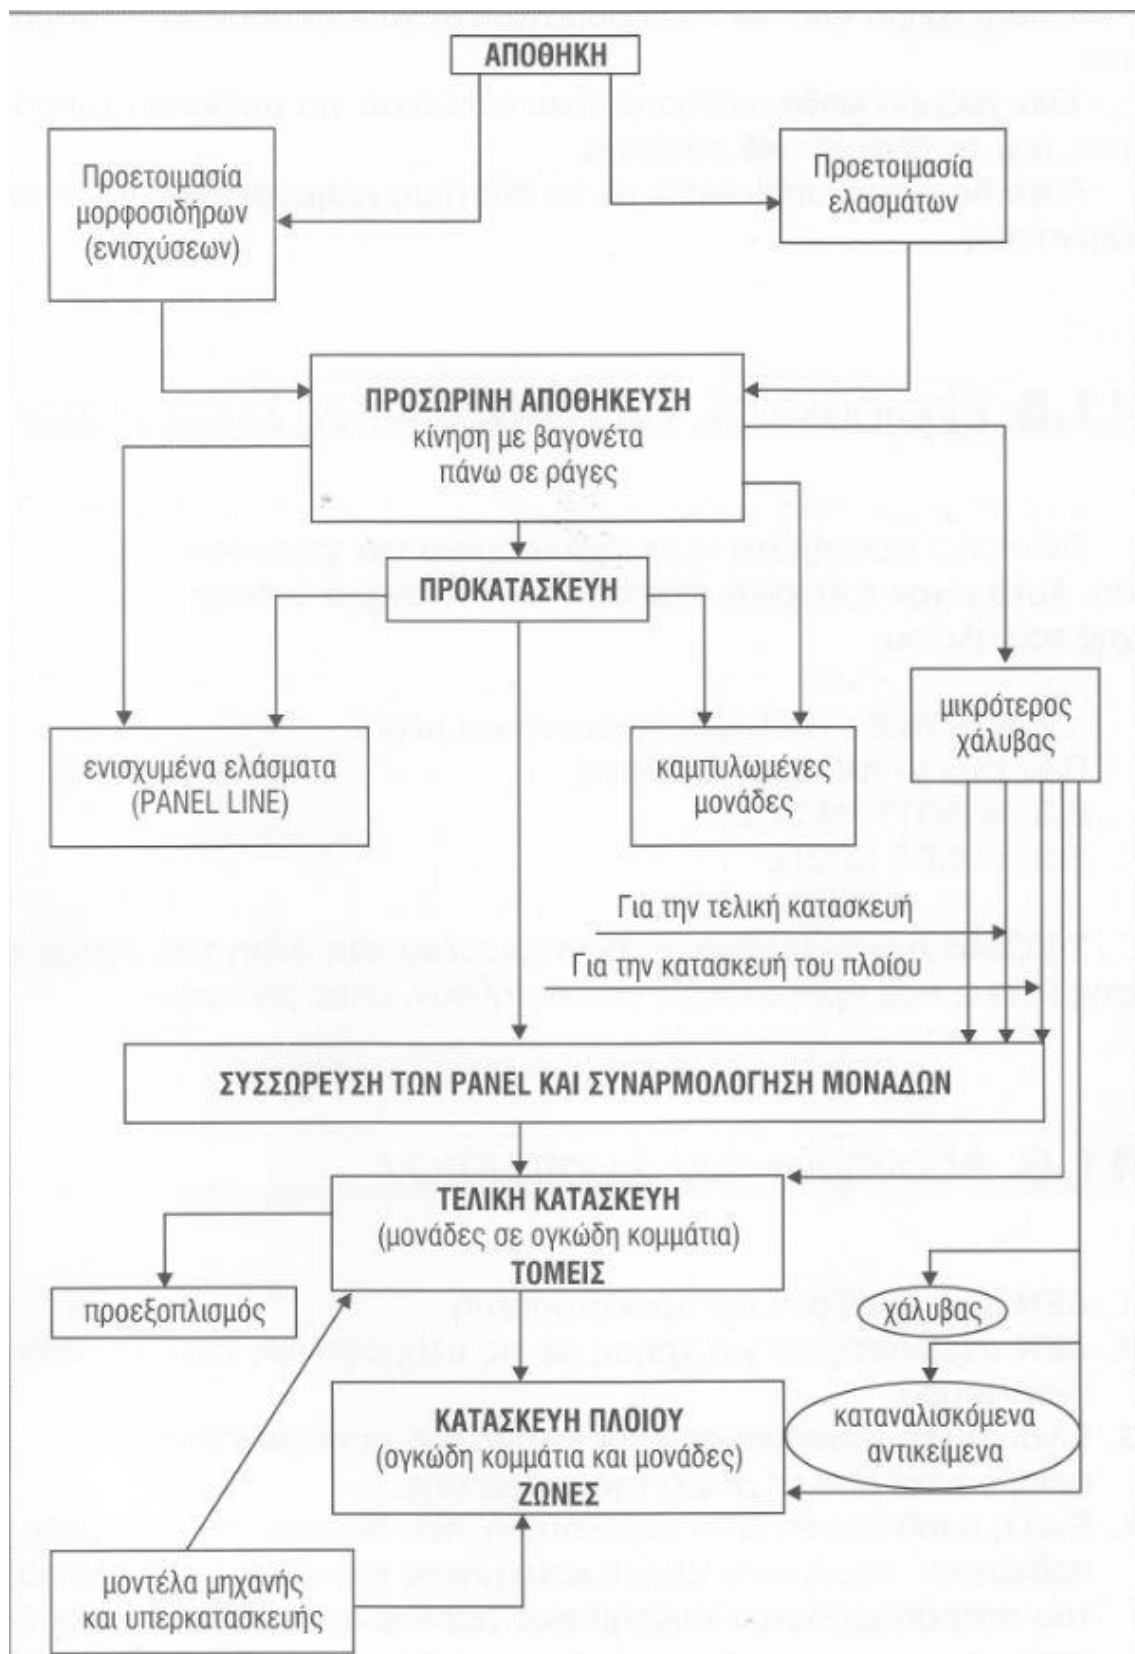 ΑΠΟΘΗΚΗ
Προετοιμασία
μορφοσιδήρων
(ενισχύσεων)
Προετοιμασία
ελασμάτων
ΠΡΟΣΩΡΙΝΗ ΑΠΟΘΗΚΕΥΣΗ
κίνηση με βαγονέτα
πάνω σε ράγες
ΠΡΟΚΑΤΑΣΚΕΥΗ
ενισχυμένα ελάσματα
(PANEL LINE)
καμπυλωμένες
μονάδες
μικρότερος
χάλυβας
Για την τελική κατασκευή
Για την κατασκευή του πλοίου
ΣΥΣΣΩΡΕΥΣΗ ΤΩΝ PANEL ΚΑΙ ΣΥΝΑΡΜΟΛΟΓΗΣΗ ΜΟΝΑΔΩΝ
ΤΕΛΙΚΗ ΚΑΤΑΣΚΕΥΗ
(μονάδες σε ογκώδη κομμάτια)
ΤΟΜΕΙΣ
προεξοπλισμός
χάλυβας
ΚΑΤΑΣΚΕΥΗ ΠΛΟΙΟΥ
(ογκώδη κομμάτια και μονάδες)
ΖΩΝΕΣ
καταναλισκόμενα
αντικείμενα
μοντέλα μηχανής
και υπερκατασκευής